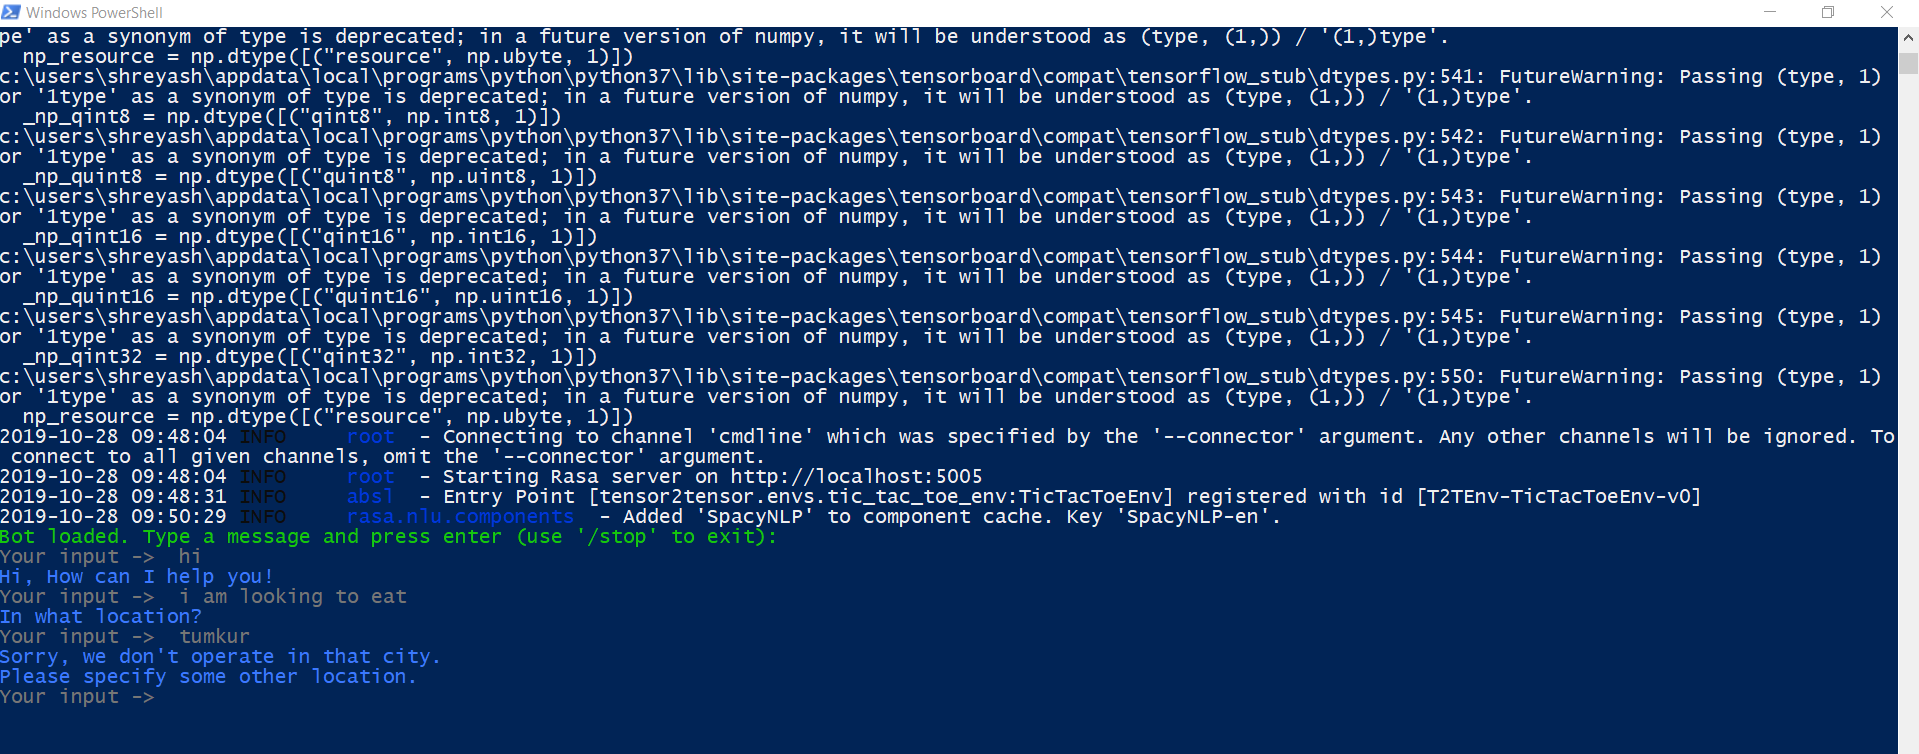 Windows PowerShell
pe' as a synonym of type is deprecated; in a future version of numpy, it will be understood as (type, (1,)) / '(1,)type'.
np_resource = np.dtype([("resource", np.ubyte, 1)])
c:\users\shreyash\appdata\local\programs\python\python37\lib\site-packages\tensorboard\compat\tensorflow_stub\dtypes.py:541: FutureWarning: Passing (type, 1)
or '1type' as a synonym of type is deprecated; in a future version of numpy, it will be understood as (type, (1,)) / '(1,)type'.
_np_qint8 = np.dtype([("qint8", np.int8, 1)])
c:\users\shreyash\appdata\local\programs\python\python37\lib\site-packages\tensorboard\compat\tensorflow_stub\dtypes.py:542: FutureWarning: Passing (type, 1)
or '1type' as a synonym of type is deprecated; in a future version of numpy, it will be understood as (type, (1,)) / '(1,)type'.
_np_quint8 = np.dtype([("quint8", np.uint8, 1)])
c:\users\shreyash\appdata\local\programs\python\python37\lib\site-packages\tensorboard\compat\tensorflow_stub\dtypes.py:543: FutureWarning: Passing (type, 1)
or '1type' as a synonym of type is deprecated; in a future version of numpy, it will be understood as (type, (1,)) / '(1,)type'.
_np_qint16 = np.dtype([("qint16", np.int16, 1)])
c:\users\shreyash\appdata\local\programs\python\python37\lib\site-packages\tensorboard\compat\tensorflow_stub\dtypes.py:544: FutureWarning: Passing (type, 1)
or '1type' as a synonym of type is deprecated; in a future version of numpy, it will be understood as (type, (1,)) / '(1,)type'.
_np_quint16 = np.dtype([("quint16", np.uint16, 1)])
c:\users\shreyash\appdata\local\programs\python\python37\lib\site-packages\tensorboard\compat\tensorflow_stub\dtypes.py:545: FutureWarning: Passing (type, 1)
or '1type' as a synonym of type is deprecated; in a future version of numpy, it will be understood as (type, (1,)) / '(1,)type'.
_np_qint32 = np.dtype([("qint32", np.int32, 1)])
c:\users\shreyash\appdata\local\programs\python\python37\lib\site-packages\tensorboard\compat\tensorflow_stub\dtypes.py:550: FutureWarning: Passing (type, 1)
or '1type' as a synonym of type is deprecated; in a future version of numpy, it will be understood as (type, (1,)) / '(1,)type'.
np_resource = np.dtype([("resource", np.ubyte, 1)])
2019-10-28 09:48:04 INFO root - Connecting to channel 'cmdline' which was specified by the '--connector' argument. Any other channels will be ignored. To
connect to all given channels, omit the '--connector' argument.
2019-10-28 09:48:04 INFO root - Starting Rasa server on http://localhost:5005
2019-10-28 09:48:31 INFO absl - Entry Point [tensor2tensor.envs.tic_tac_toe_env:TicTacToeEnv] registered with id [T2TEnv-TicTacToeEnv-v0]
2019-10-28 09:50:29 INFO rasa.nlu.components - Added 'SpacyNLP' to component cache. Key 'SpacyNLP-en'.
Bot loaded. Type a message and press enter (use '/stop' to exit):
Your input -> hi
Hi, How can I help you!
Your input -> i am looking to eat
In what location?
Your input -> tumkur
Sorry, we don't operate in that city.
Please specify some other location.
Your input ->